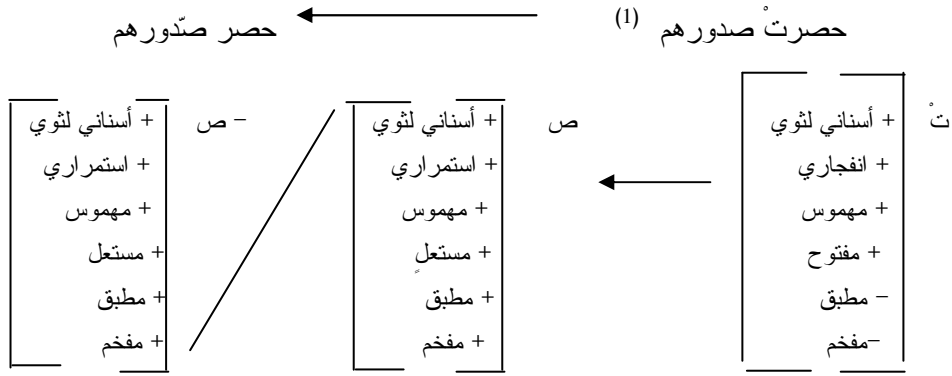 حصرتْ صدورهم (1) حصر صّدورهم
تْ + أسناني لثوي ص + أسناني لثوي – ص + أسناني لثوي
+ انفجاري + استمراري + استمراري
+ مهموس + مهموس + مهموس
+ مفتوح + مستعلٍ + مستعل
– مطبق + مطبق + مطبق
–مفخم + مفخم + مفخم